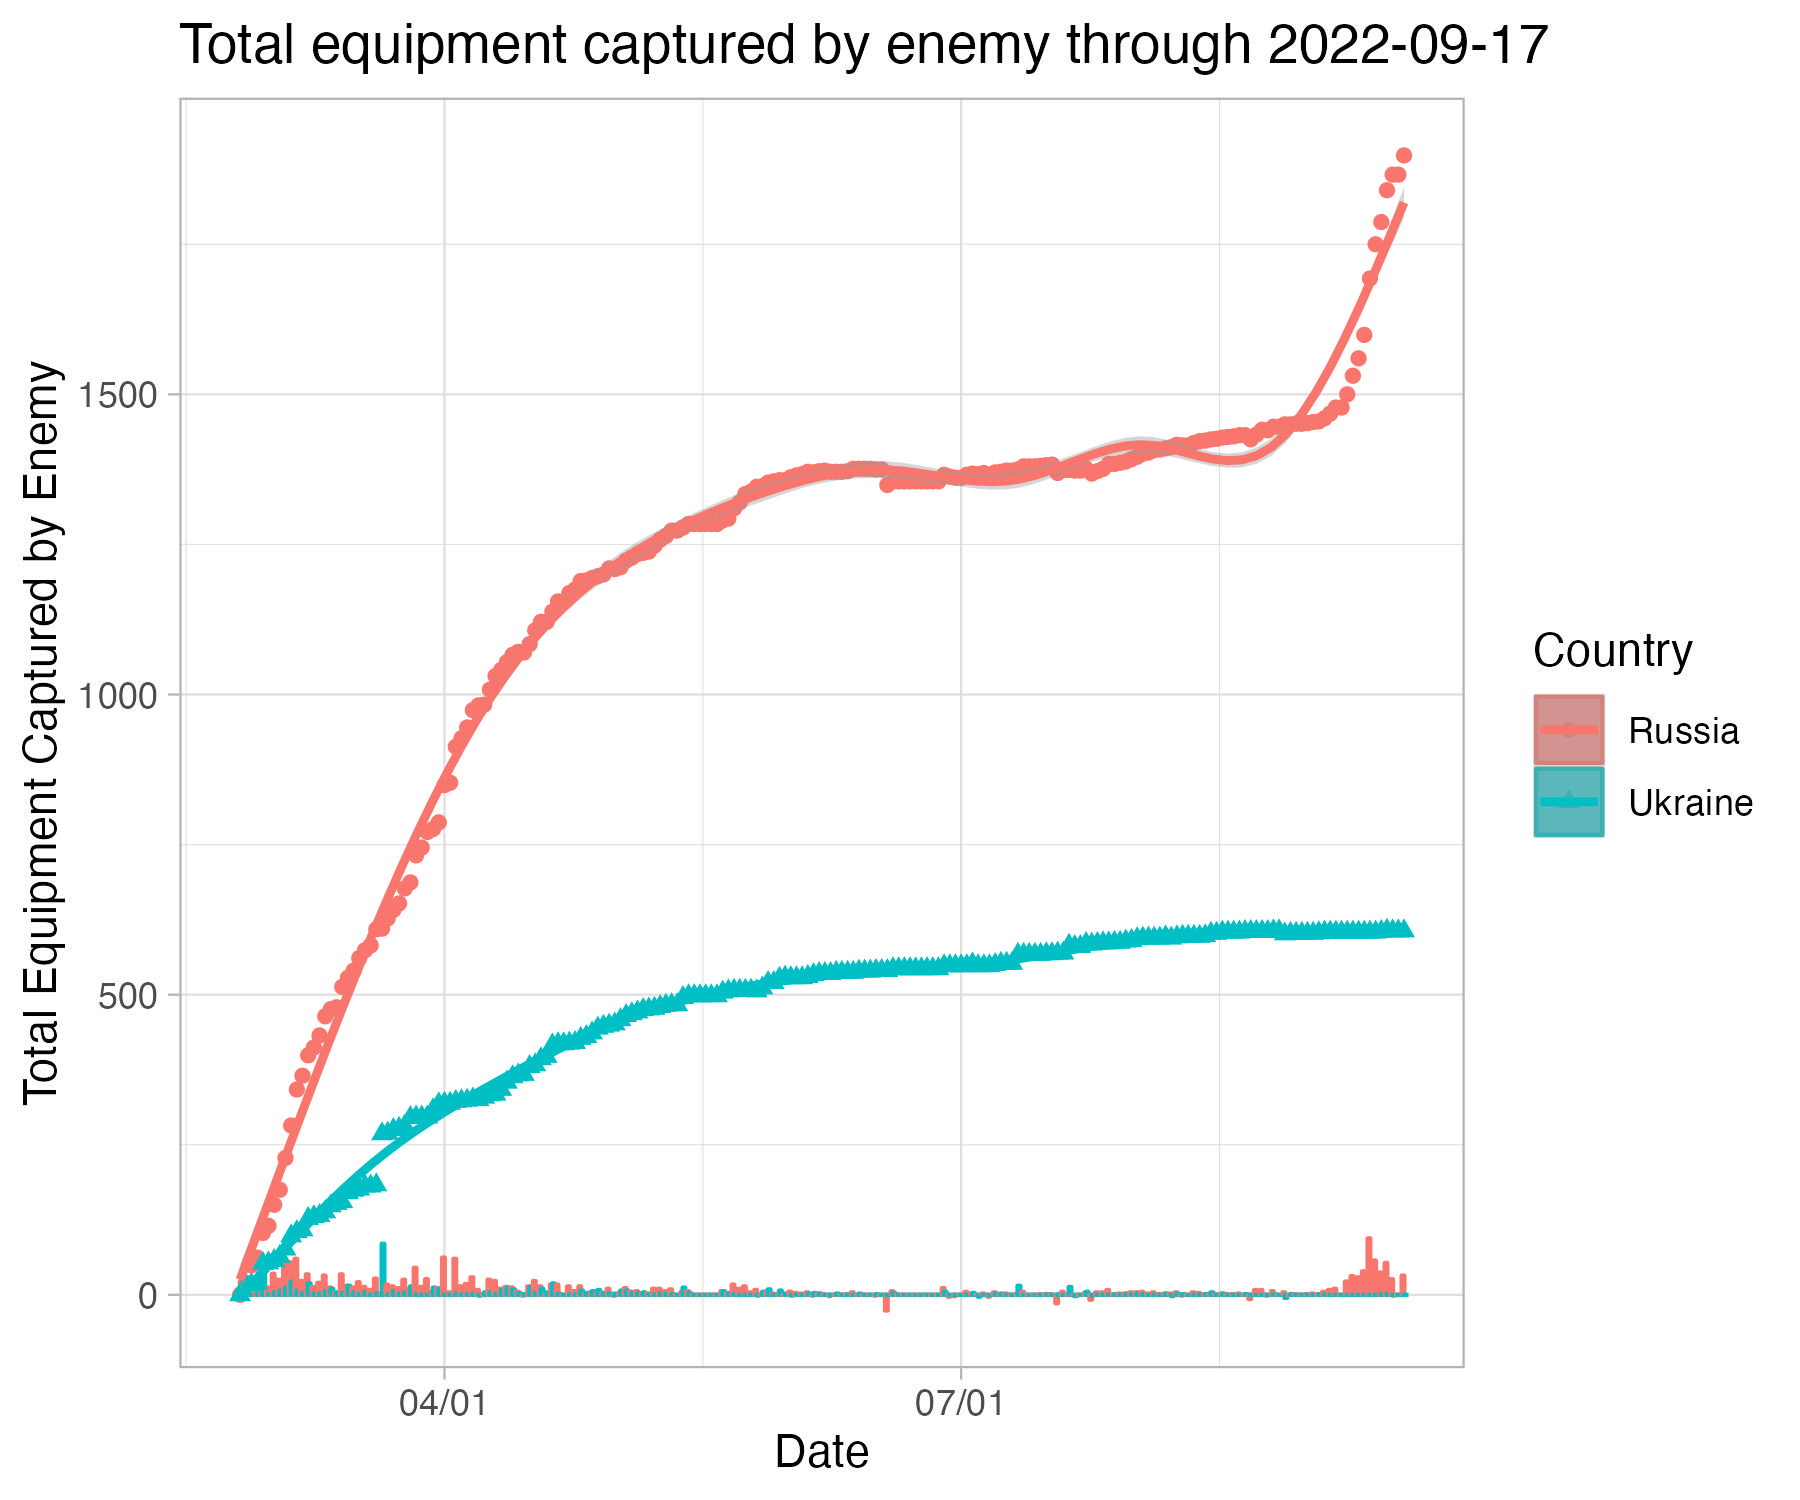 Total equipment captured by enemy through 2022-09-17
Total Equipment Captured by Enemy
1500
1000
500
0
04/01
07/01
Date
Country
Russia
Ukraine